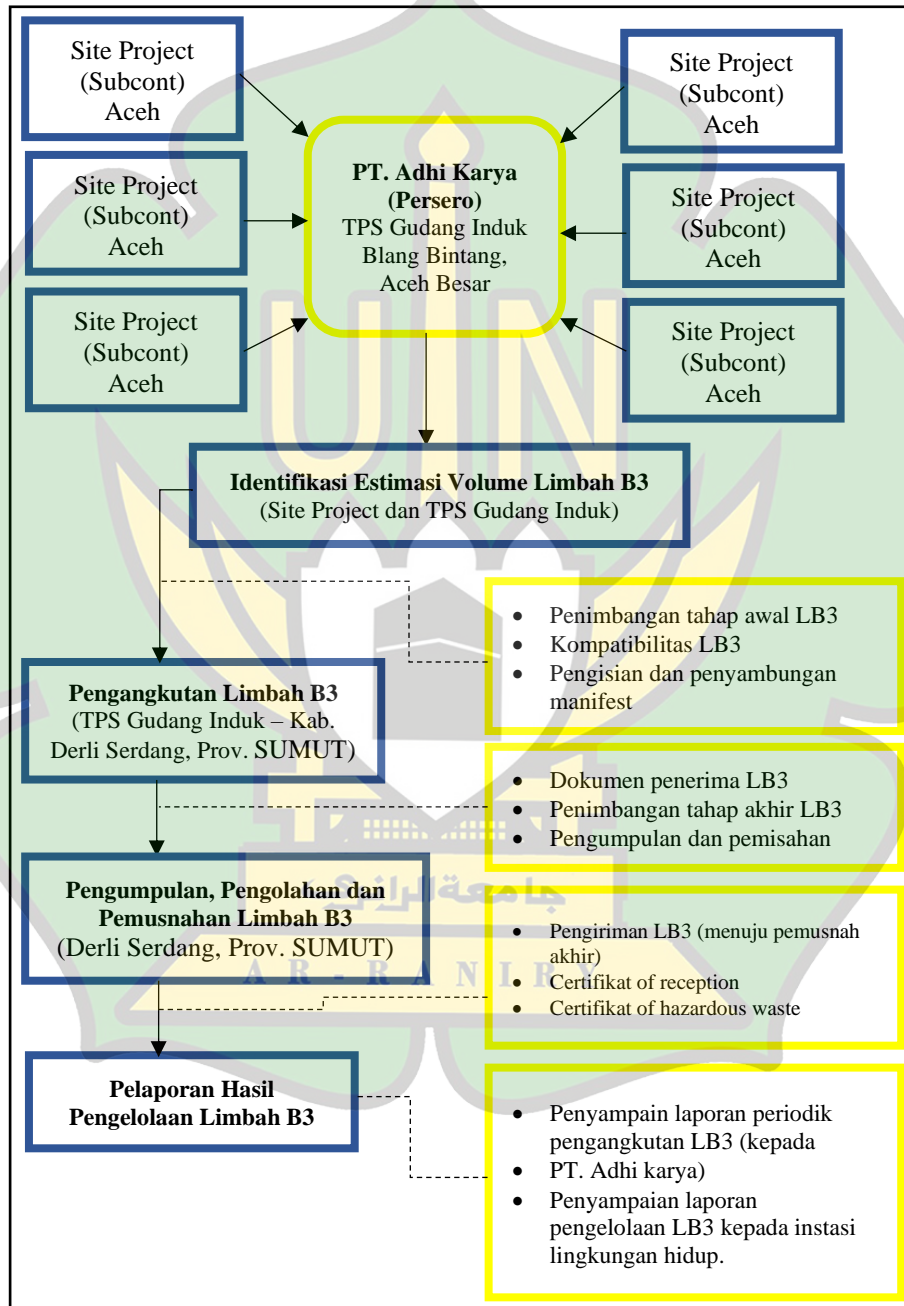 Site Project
(Subcont)
Aceh
Site Project
(Subcont)
Aceh
Site Project
(Subcont)
Aceh
PT. Adhi Karya
(Persero)
TPS Gudang Induk
Blang Bintang,
Aceh Besar
Site Project
(Subcont)
Aceh
Site Project
(Subcont)
Aceh
Site Project
(Subcont)
Aceh
Identifikasi Estimasi Volume Limbah B3
(Site Project dan TPS Gudang Induk)
• Penimbangan tahap awal LB3
• Kompatibilitas LB3
• Pengisian dan penyambungan
manifest
Pengangkutan Limbah B3
(TPS Gudang Induk – Kab.
Derli Serdang, Prov. SUMUT)
• Dokumen penerima LB3
• Penimbangan tahap akhir LB3
• Pengumpulan dan pemisahan
Pengumpulan, Pengolahan dan
Pemusnahan Limbah B3
(Derli Serdang, Prov. SUMUT)
• Pengiriman LB3 (menuju pemusnah
akhir)
• Certifikat of reception
• Certifikat of hazardous waste
Pelaporan Hasil
Pengelolaan Limbah B3
• Penyampain laporan periodik
pengangkutan LB3 (kepada
• PT. Adhi karya)
• Penyampaian laporan
pengelolaan LB3 kepada instasi
lingkungan hidup.
UIN
جامعة الرانري
AR-RANIRY